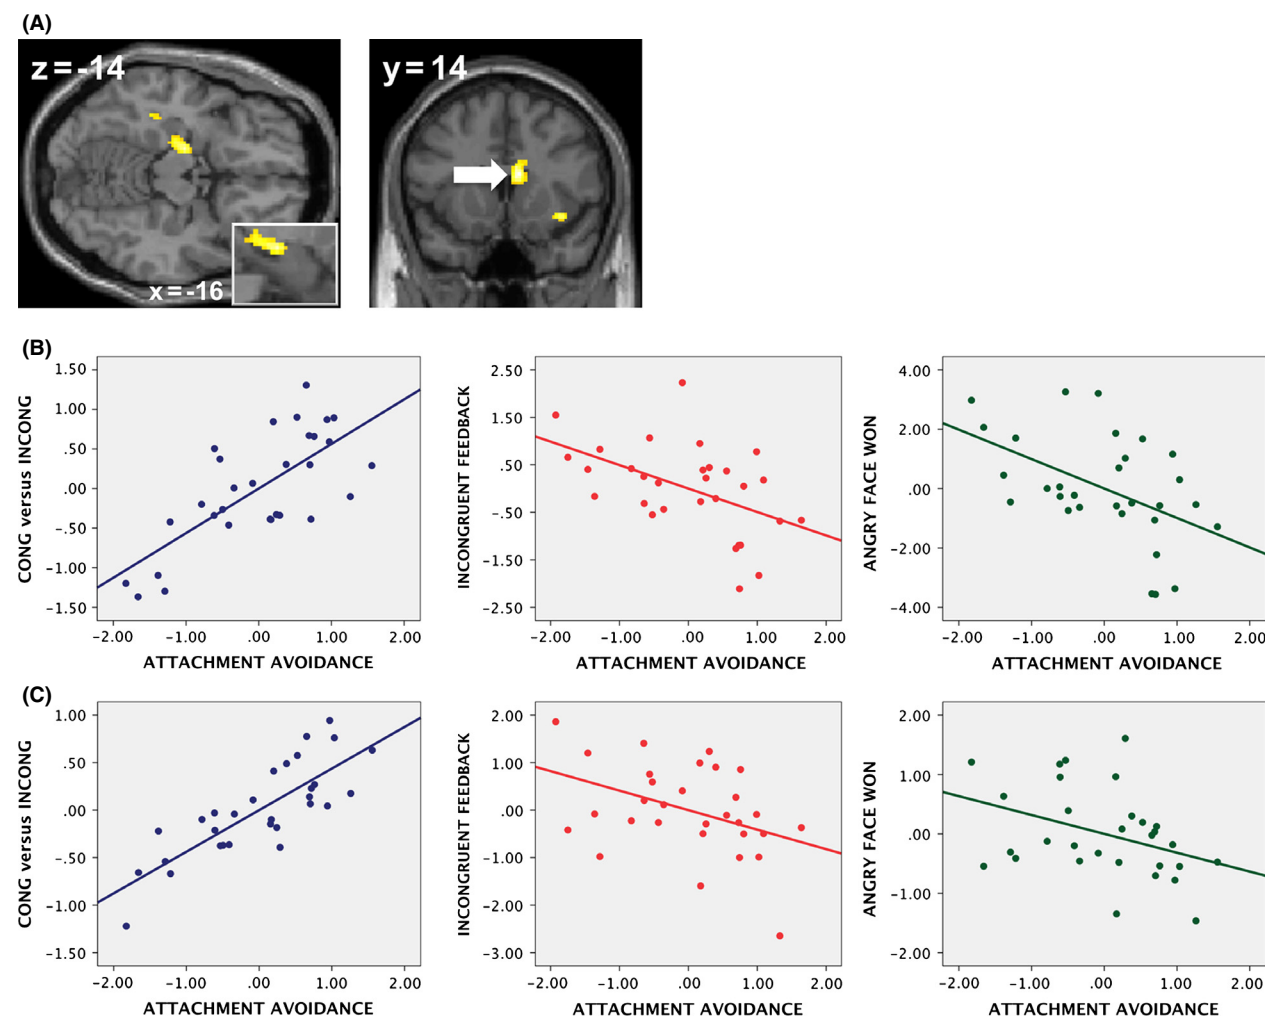 (A)
z = -14
x = -16
y = 14
(B)
CONG versus INCONG
1.50
1.00
.50
.00
-.50
-1.00
-1.50
-2.00 -1.00 .00 1.00 2.00
ATTACHMENT AVOIDANCE
INCONGRUENT FEEDBACK
2.50
1.50
.50
-.50
-1.50
-2.50
-2.00 -1.00 .00 1.00 2.00
ATTACHMENT AVOIDANCE
ANGRY FACE WON
4.00
2.00
.00
-2.00
-4.00
-2.00 -1.00 .00 1.00 2.00
ATTACHMENT AVOIDANCE
(C)
CONG versus INCONG
1.00
.50
.00
-.50
-1.00
-1.50
-2.00 -1.00 .00 1.00 2.00
ATTACHMENT AVOIDANCE
INCONGRUENT FEEDBACK
2.00
1.00
.00
-1.00
-2.00
-3.00
-2.00 -1.00 .00 1.00 2.00
ATTACHMENT AVOIDANCE
ANGRY FACE WON
2.00
1.00
.00
-1.00
-2.00
-2.00 -1.00 .00 1.00 2.00
ATTACHMENT AVOIDANCE